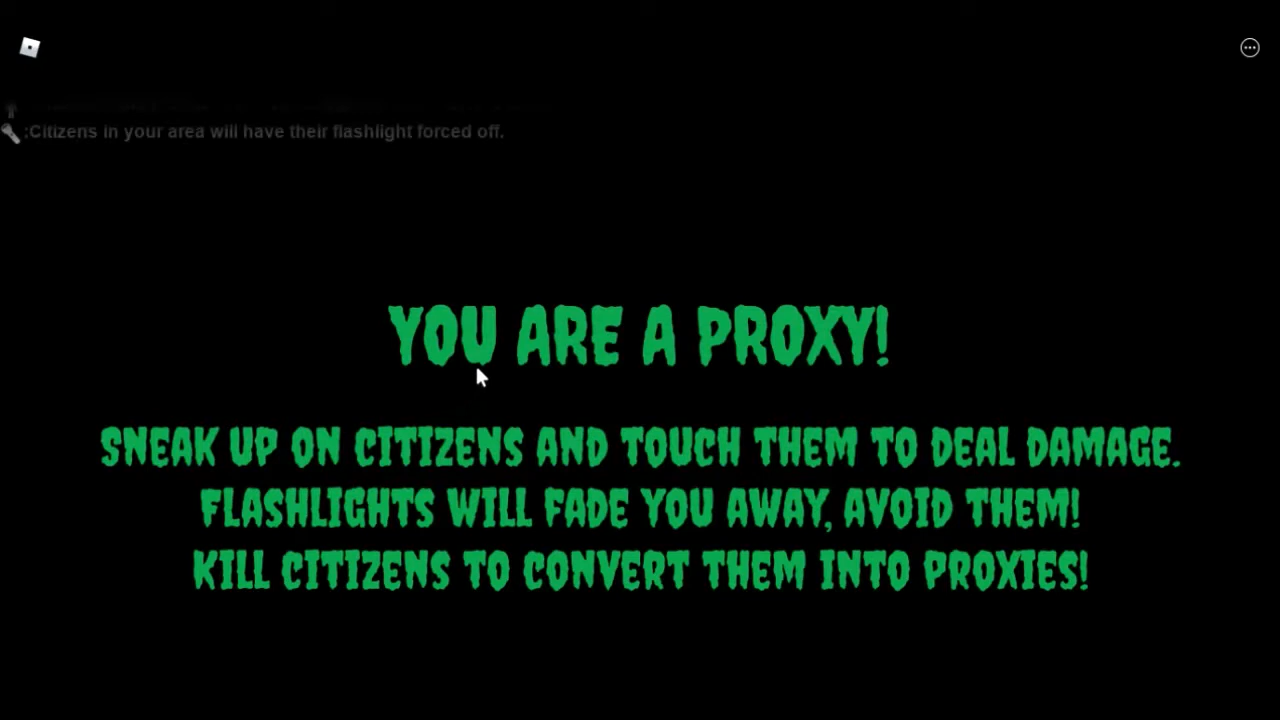 :Citizens in your area will have their flashlight forced off.
YOU ARE A PROXY!
SNEAK UP ON CITIZENS AND TOUCH THEM TO DEAL DAMAGE.
FLASHLIGHTS WILL FADE YOU AWAY, AVOID THEM!
KILL CITIZENS TO CONVERT THEM INTO PROXIES!